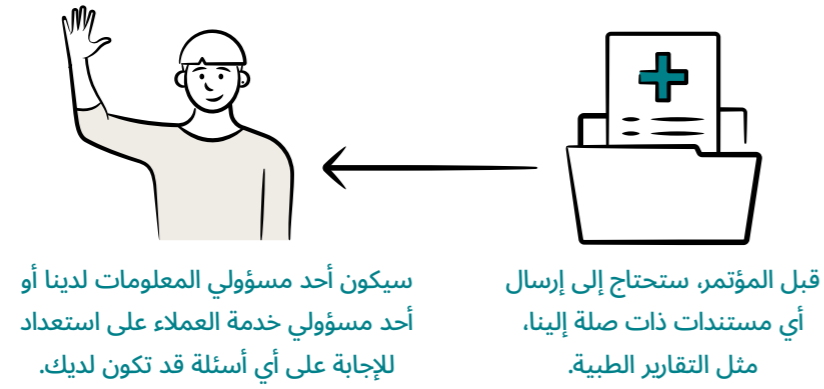 قبل المؤتمر، ستحتاج إلى إرسال
أي مستندات ذات صلة إلينا،
مثل التقارير الطبية.
سيكون أحد مسؤولي المعلومات لدينا أو
أحد مسؤولي خدمة العملاء على استعداد
للإجابة على أي أسئلة قد تكون لديك.